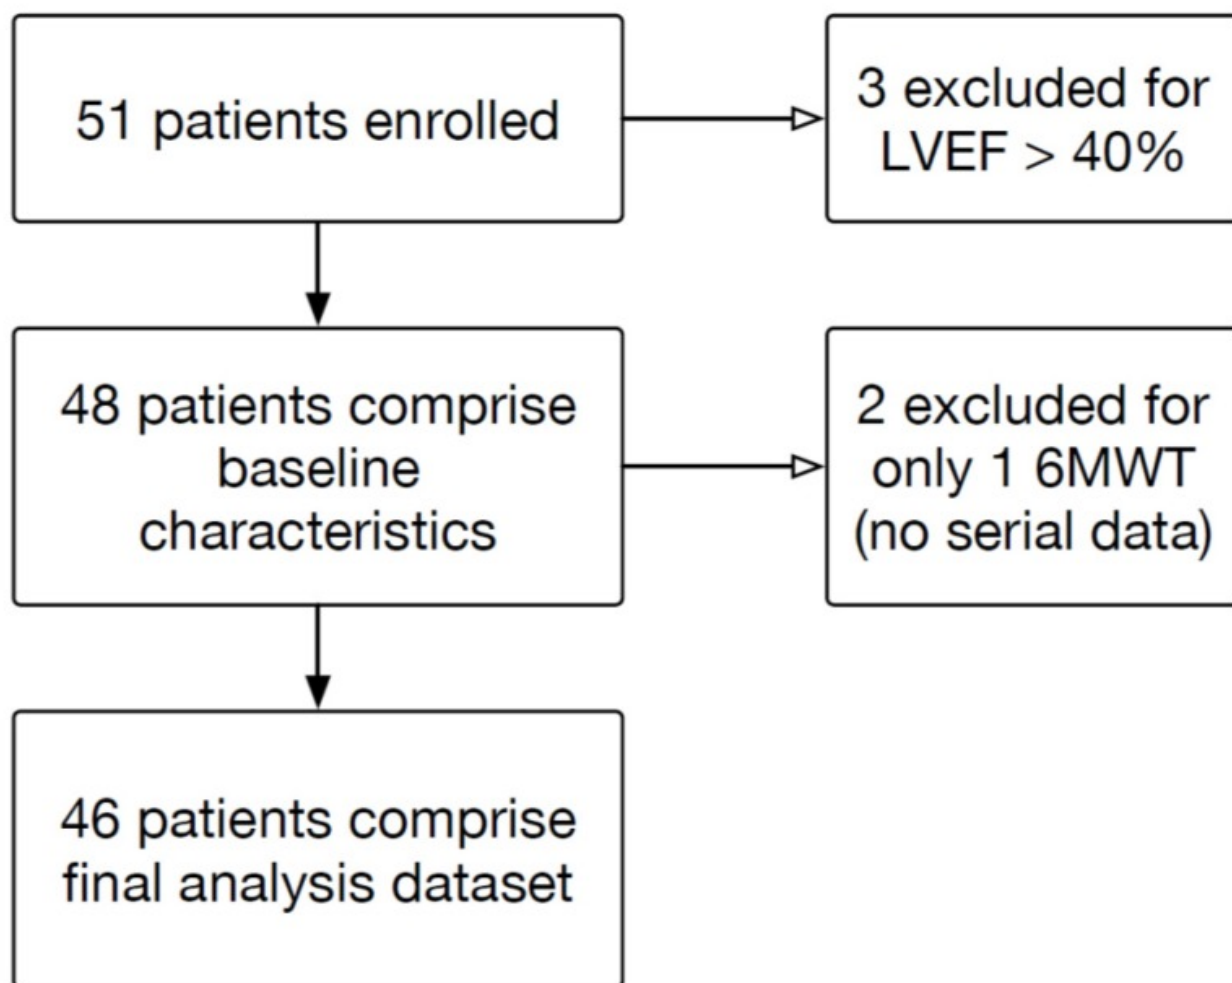 51 patients enrolled
3 excluded for
LVEF > 40%
48 patients comprise
baseline
characteristics
2 excluded for
only 1 6MWT
(no serial data)
46 patients comprise
final analysis dataset